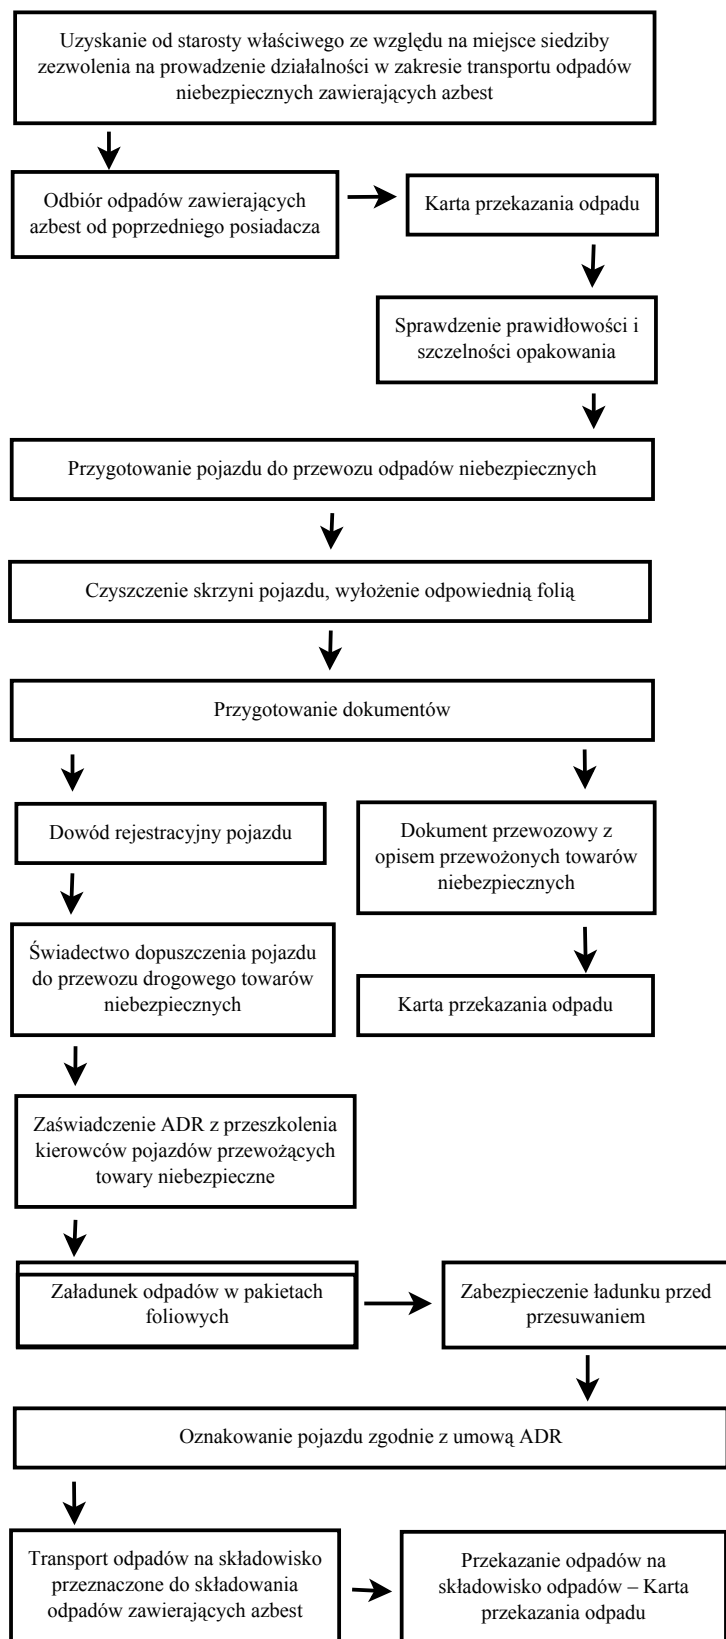 Uzyskanie od starosty właściwego ze względu na miejsce siedziby
zezwolenia na prowadzenie działalności w zakresie transportu odpadów
niebezpiecznych zawierających azbest
Odbiór odpadów zawierających
azbest od poprzedniego posiadacza
Karta przekazania odpadu
Sprawdzenie prawidłowości i
szczelności opakowania
Przygotowanie pojazdu do przewozu odpadów niebezpiecznych
Czyszczenie skrzyni pojazdu, wyłożenie odpowiednią folią
Przygotowanie dokumentów
Dowód rejestracyjny pojazdu
Świadectwo dopuszczenia pojazdu
do przewozu drogowego towarów
niebezpiecznych
Zaświadczenie ADR z przeszkolenia
kierowców pojazdów przewożących
towary niebezpieczne
Dokument przewozowy z
opisem przewożonych towarów
niebezpiecznych
Karta przekazania odpadu
Załadunek odpadów w pakietach
foliowych
Zabezpieczenie ładunku przed
przesuwaniem
Oznakowanie pojazdu zgodnie z umową ADR
Transport odpadów na składowisko
przeznaczone do składowania
odpadów zawierających azbest
Przekazanie odpadów na
składowisko odpadów – Karta
przekazania odpadu